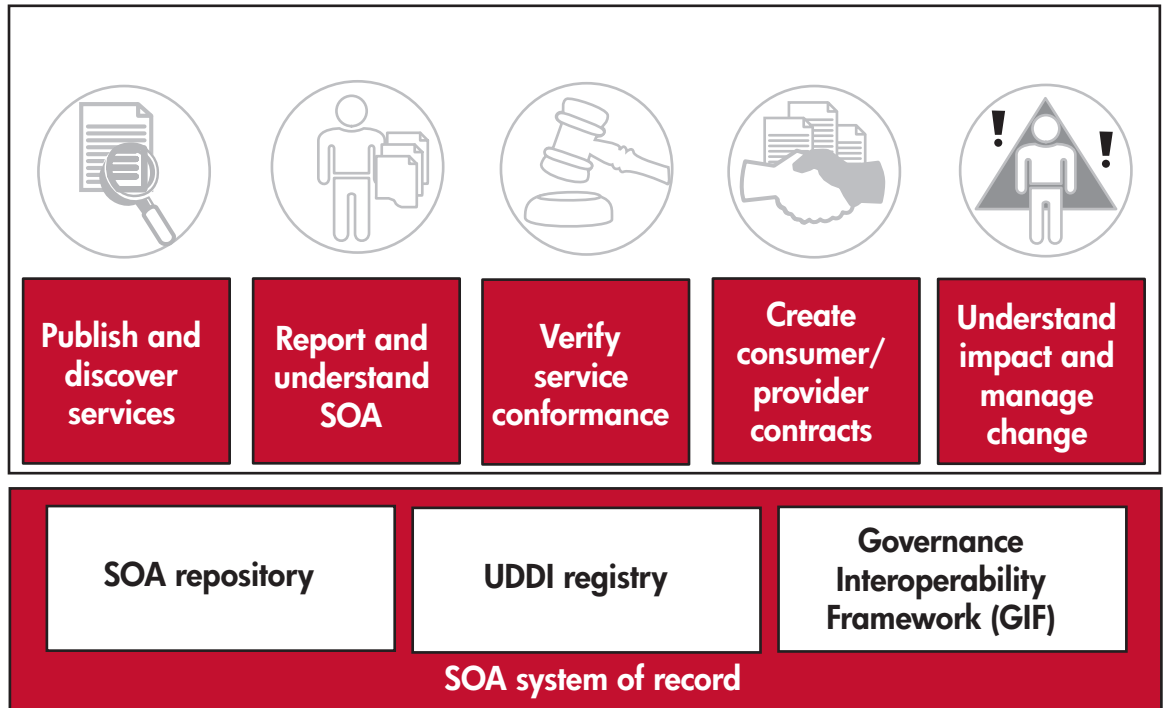 Publish and
discover
services
Report and
understand
SOA
Verify
service
conformance
Create
consumer/
provider
contracts
Understand
impact and
manage
change
SOA repository
UDDI registry
Governance
Interoperability
Framework (GIF)
SOA system of record